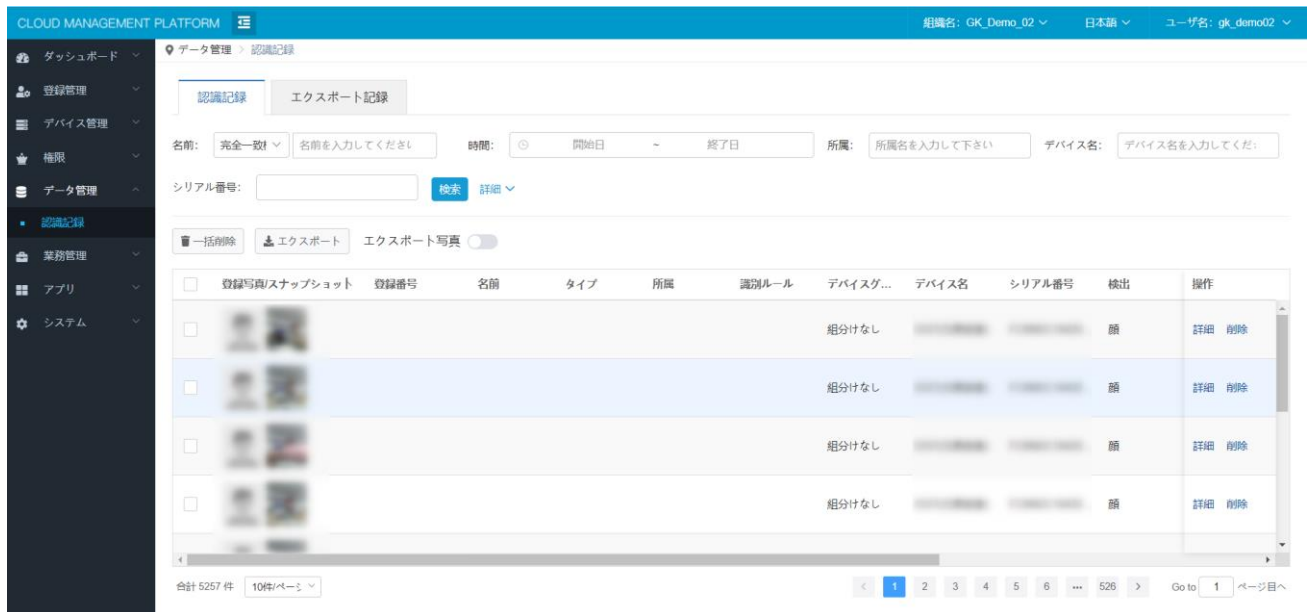 CLOUD MANAGEMENT PLATFORM 組織名: GK_Demo_02 日本語 ユーザ名: gk_demo02
ダッシュボード
登録管理
デバイス管理
権限
データ管理
認識記録
業務管理
アプリ
システム
データ管理 > 認識記録
認識記録 エクスポート記録
名前: 完全一致 名前を入力してください 時間: 開始日 ~ 終了日 所属: 所属名を入力して下さい デバイス名: デバイス名を入力してくだ
シリアル番号: 検索 詳細
一括削除 エクスポート エクスポート写真
登録写真/スナップショット 登録番号 名前 タイプ 所属 識別ルール デバイスグ... デバイス名 シリアル番号 検出 操作
組分けなし 顔 詳細 削除
組分けなし 顔 詳細 削除
組分けなし 顔 詳細 削除
組分けなし 顔 詳細 削除
合計 5257 件 10件/ページ < 1 2 3 4 5 6 ... 526 > Go to 1 ページ目へ